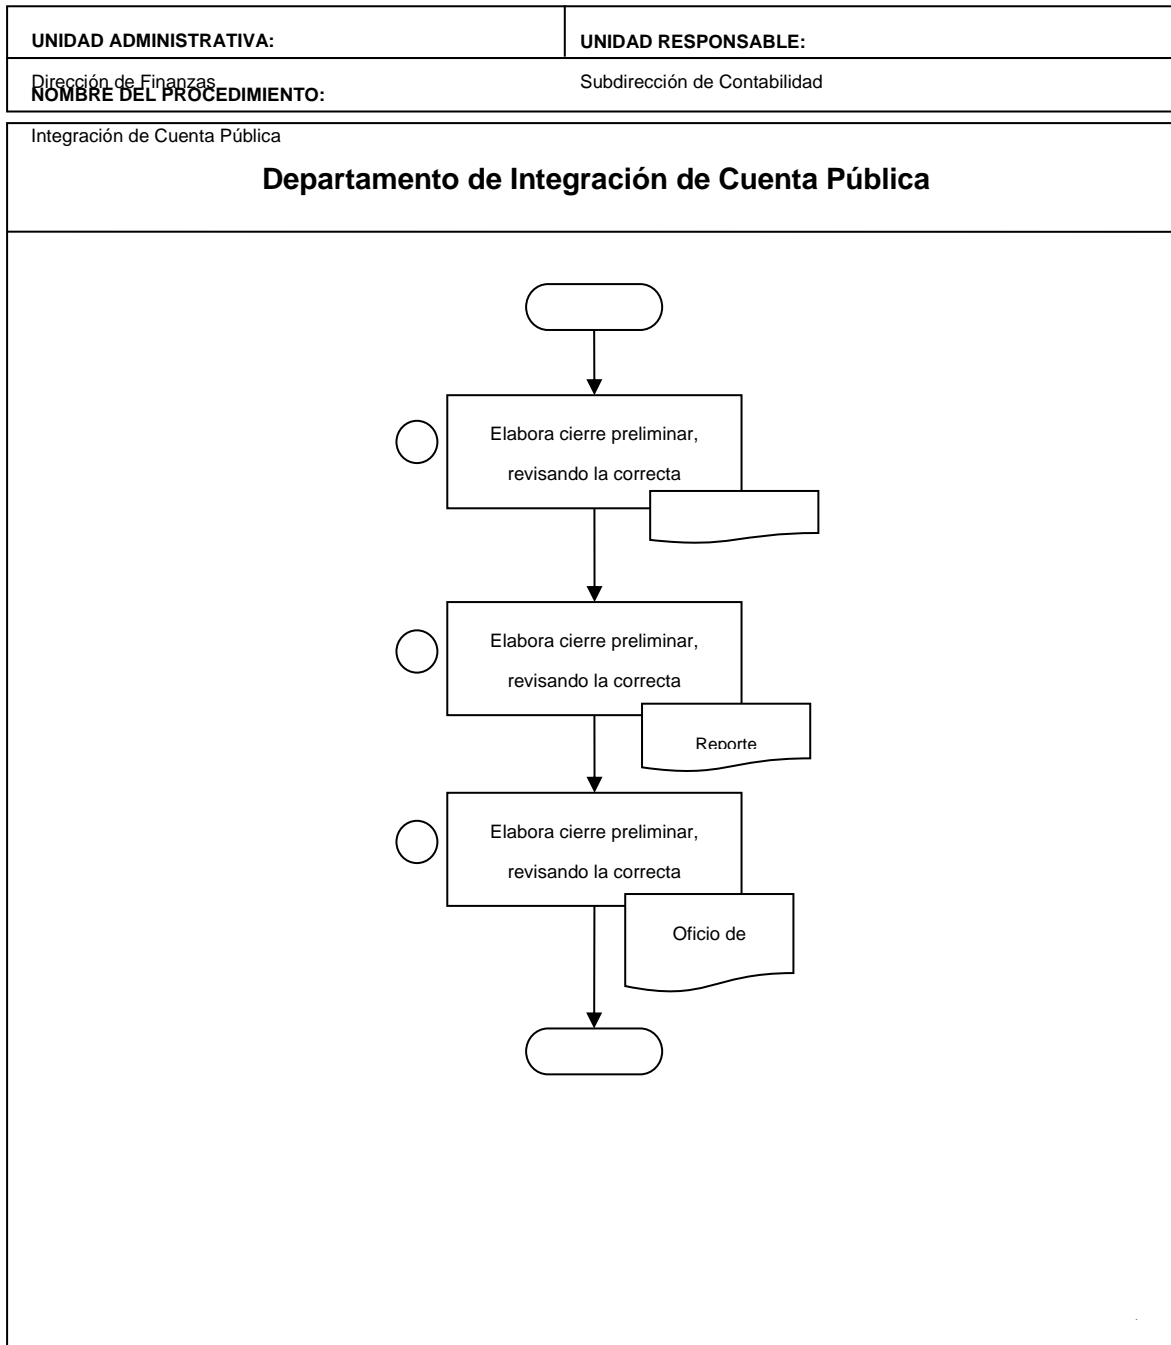 UNIDAD ADMINISTRATIVA:
UNIDAD RESPONSABLE:
Dirección de Finanzas
Subdirección de Contabilidad
NOMBRE DEL PROCEDIMIENTO:
Integración de Cuenta Pública
Departamento de Integración de Cuenta Pública
Elabora cierre preliminar,
revisando la correcta
Elabora cierre preliminar,
revisando la correcta
Reporte
Elabora cierre preliminar,
revisando la correcta
Oficio de